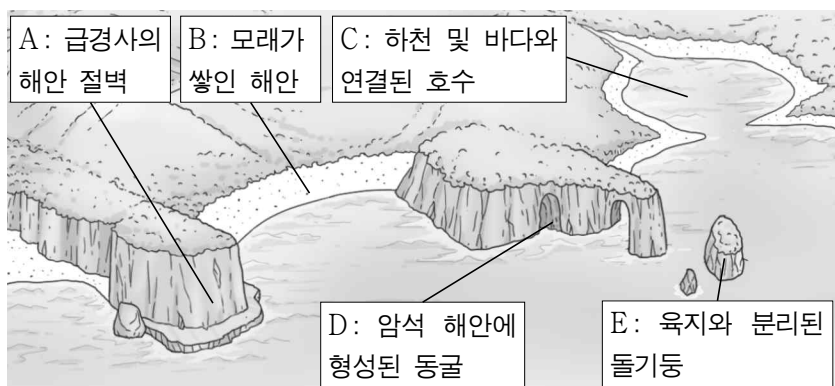 A: 급경사의
해안 절벽
B: 모래가
쌓인 해안
C: 하천 및 바다와
연결된 호수
D: 암석 해안에
형성된 동굴
E: 육지와 분리된
돌기둥